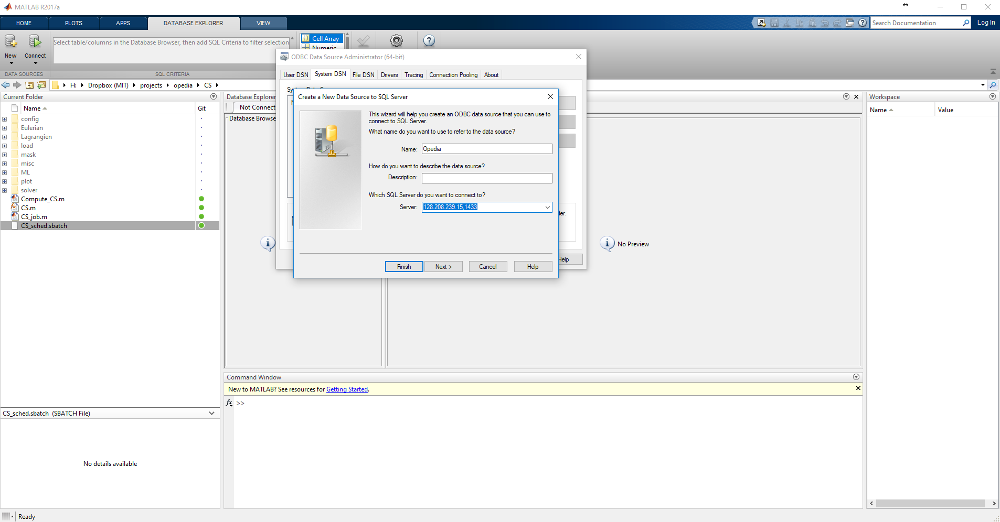 MATLAB R2017a
HOME
PLOTS
APPS
DATABASE EXPLORER
VIEW
Search Documentation
Log In
New
Connect
Select table/columns in the Database Browser, then add SQL Criteria to filter selection
Cell Array
Numeric
DATA SOURCES
SQL CRITERIA
H:
Dropbox (MIT)
projects
opedia
CS
Current Folder
Name
Git
config
Eulerian
Lagrangien
load
mask
misc
ML
plot
solver
Compute_CS.m
CS.m
CS_job.m
CS_sched.sbatch
CS_sched.sbatch (SBATCH File)
No details available
Ready
Database Explorer
Not Connect
Database Browse
ODBC Data Source Administrator (64-bit)
User DSN
System DSN
File DSN
Drivers
Tracing
Connection Pooling
About
der.
Help
Create a New Data Source to SQL Server
This wizard will help you create an ODBC data source that you can use to
connect to SQL Server.
What name do you want to use to refer to the data source?
Name:
Opedia
How do you want to describe the data source?
Description:
Which SQL Server do you want to connect to?
Server:
128.208.239.15,1433
Finish
Next >
Cancel
Help
No Preview
Command Window
New to MATLAB? See resources for Getting Started.
fx >>
Workspace
Name
Value